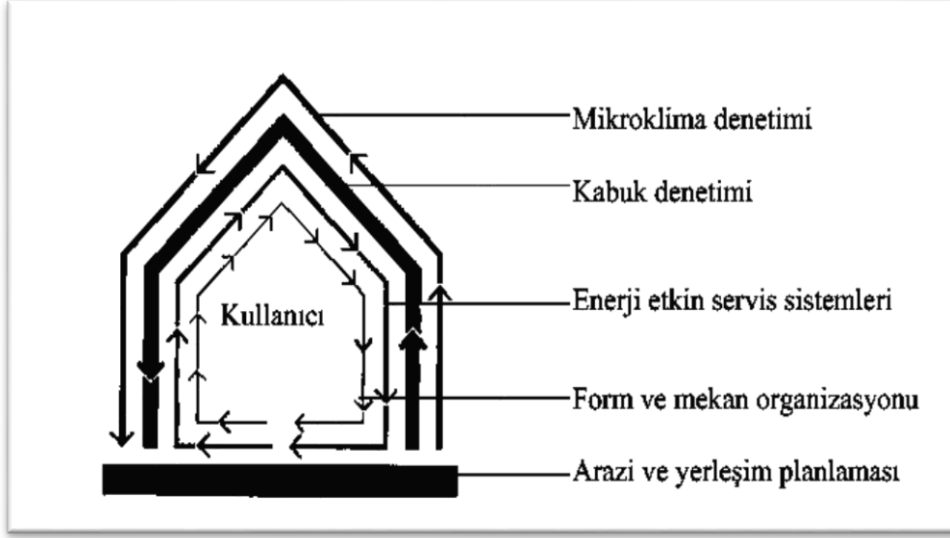 Mikroklima denetimi
Kabuk denetimi
Enerji etkin servis sistemleri
Kullanıcı
Form ve mekan organizasyonu
Arazi ve yerleşim planlaması